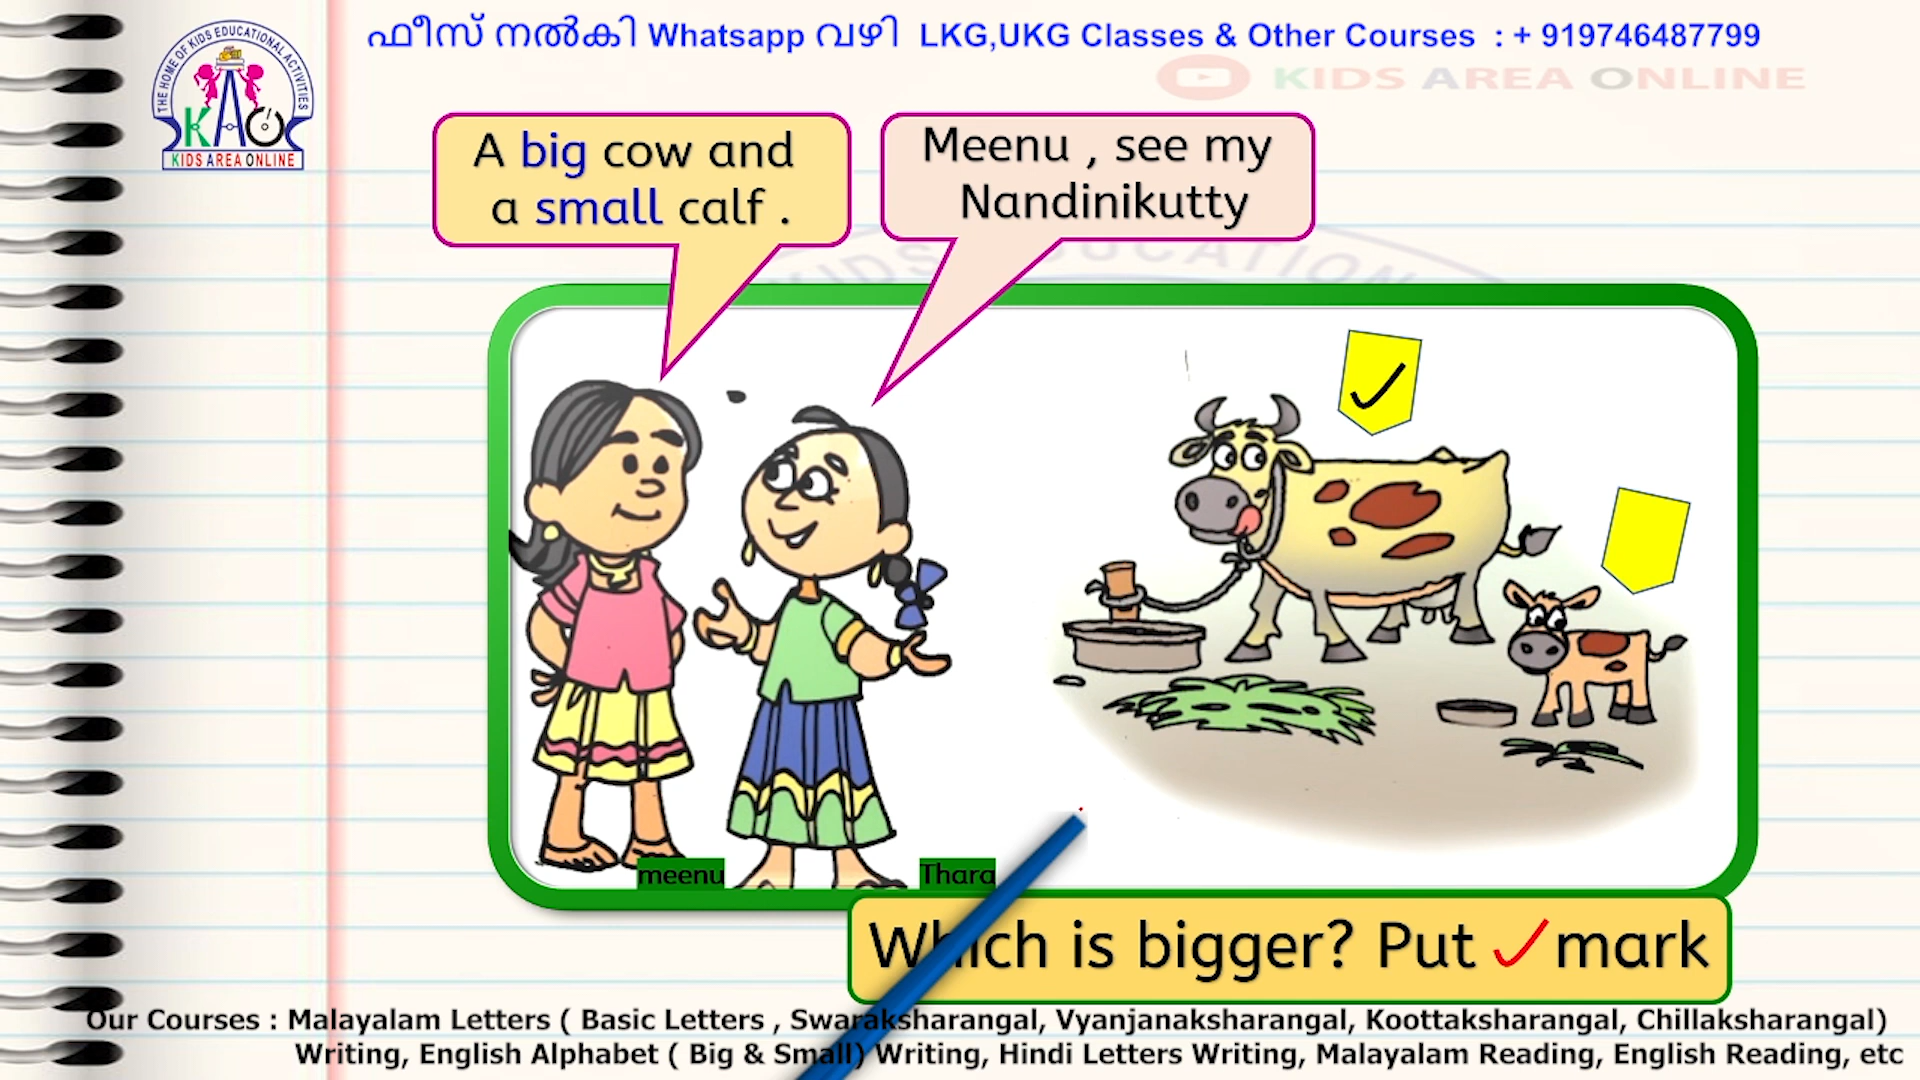 ഫീസ് നൽകി Whatsapp വഴി LKG,UKG Classes & Other Courses : + 919746487799
THE HOME OF KIDS EDUCATIONAL ACTIVITIES
KAO
KIDS AREA ONLINE
KIDS AREA ONLINE
A big cow and
a small calf .
Meenu , see my
Nandinikutty
KIDS EDUCATION
meenu
Thara
Which is bigger? Put ✓ mark
Our Courses : Malayalam Letters ( Basic Letters , Swaraksharangal, Vyanjanaksharangal, Koottaksharangal, Chillaksharangal)
Writing, English Alphabet ( Big & Small) Writing, Hindi Letters Writing, Malayalam Reading, English Reading, etc